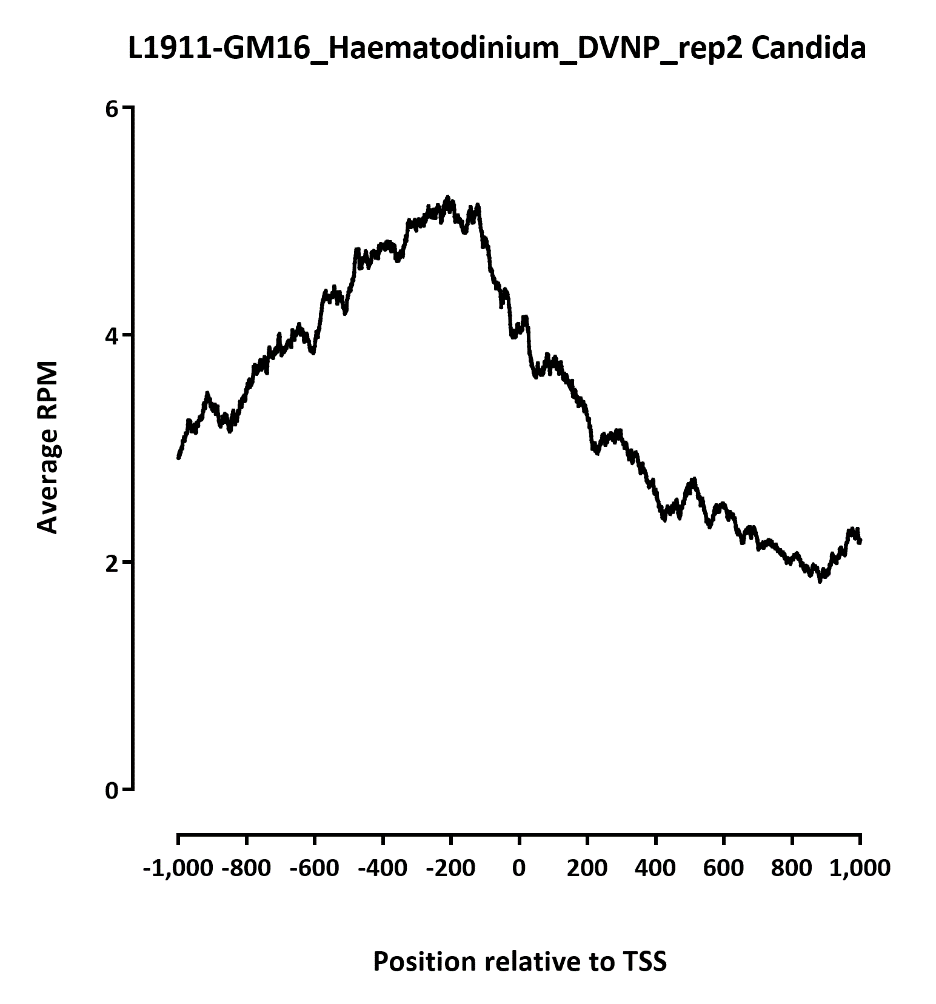 L1911-GM16_Haematodinium_DVNP_rep2 Candida
6
4
2
0
Average RPM
-1,000 -800 -600 -400 -200 0 200 400 600 800 1,000
Position relative to TSS